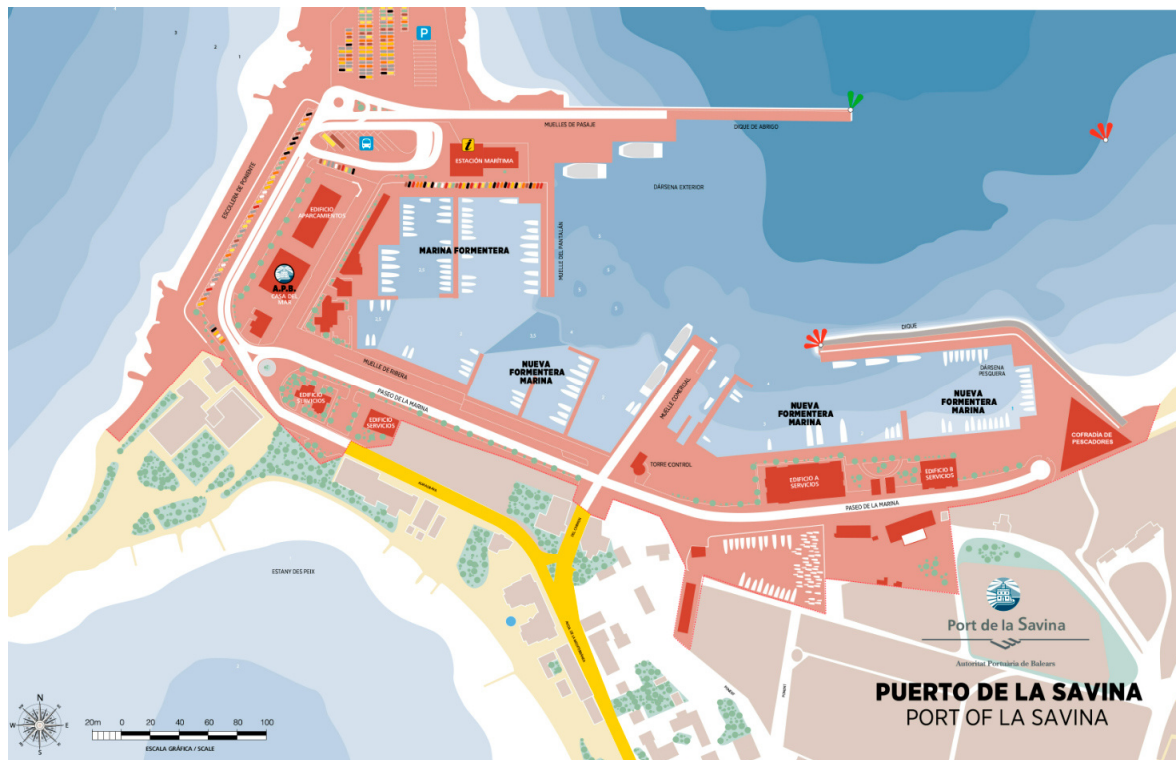 3
2
1
P
MUELLES DE PASAJE
DIQUE DE ABRIGO
i
ESTACIÓN MARÍTIMA
ESCOLLERA DE PONIENTE
DÁRSENA EXTERIOR
EDIFICIO
APARCAMIENTOS
MUELLE DEL PANTALÁN
MARINA FORMENTERA
A.P.B.
CASA DEL
MAR
DIQUE
MUELLE DE RIBERA
NUEVA
FORMENTERA
MARINA
DÁRSENA
PESQUERA
MUELLE COMERCIAL
PASEO DE LA MARINA
EDIFICIO
SERVICIOS
EDIFICIO
SERVICIOS
NUEVA
FORMENTERA
MARINA
NUEVA
FORMENTERA
MARINA
COFRADÍA DE
PESCADORES
TORRE-CONTROL
EDIFICIO A
SERVICIOS
EDIFICIO B
SERVICIOS
PASEO DE LA MARINA
ESTANY DES PEIX
Port de la Savina
Autoritat Portuària de Balears
PUERTO DE LA SAVINA
PORT OF LA SAVINA
N
W
E
S
20m 0 20 40 60 80 100
ESCALA GRÁFICA / SCALE